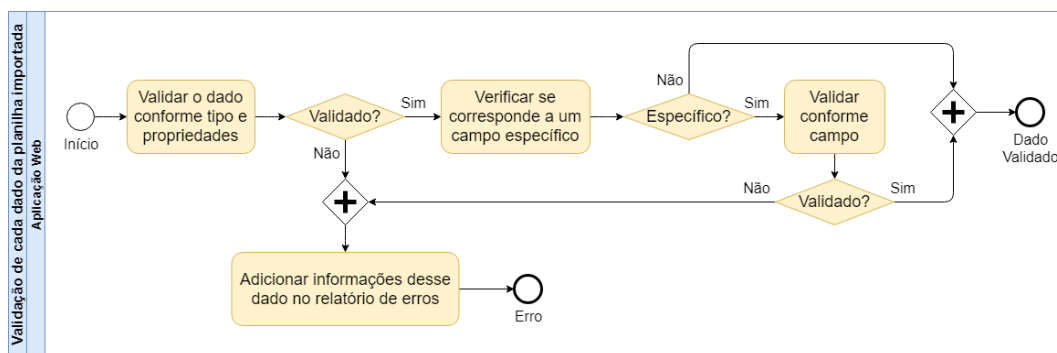 Validação de cada dado da planilha importada
Aplicação Web
Início
Validar o dado
conforme tipo e
propriedades
Validado?
Sim
Não
Verificar se
corresponde a um
campo específico
Específico?
Não
Sim
Validar
conforme
campo
Validado?
Não
Sim
Dado
Validado
Adicionar informações desse
dado no relatório de erros
Erro